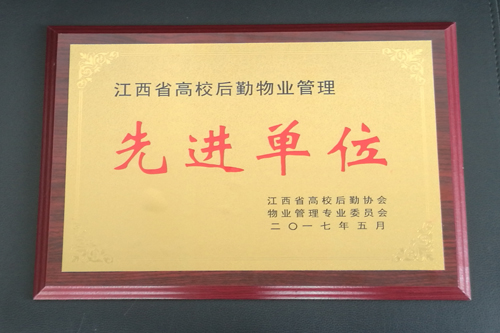 江西省高校后勤物业管理
先进单位
江西省高校后勤协会
物业管理专业委员会
二〇一七年五月